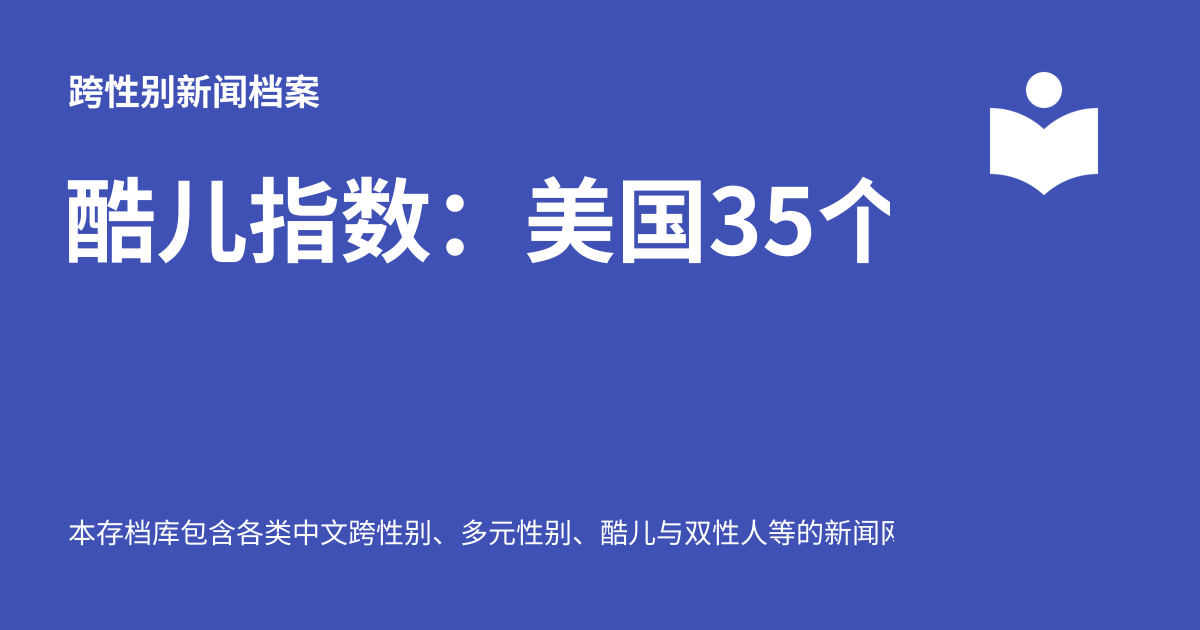 跨性别新闻档案
酷儿指数：美国35个
本存档库包含各类中文跨性别、多元性别、酷儿与双性人等的新闻网